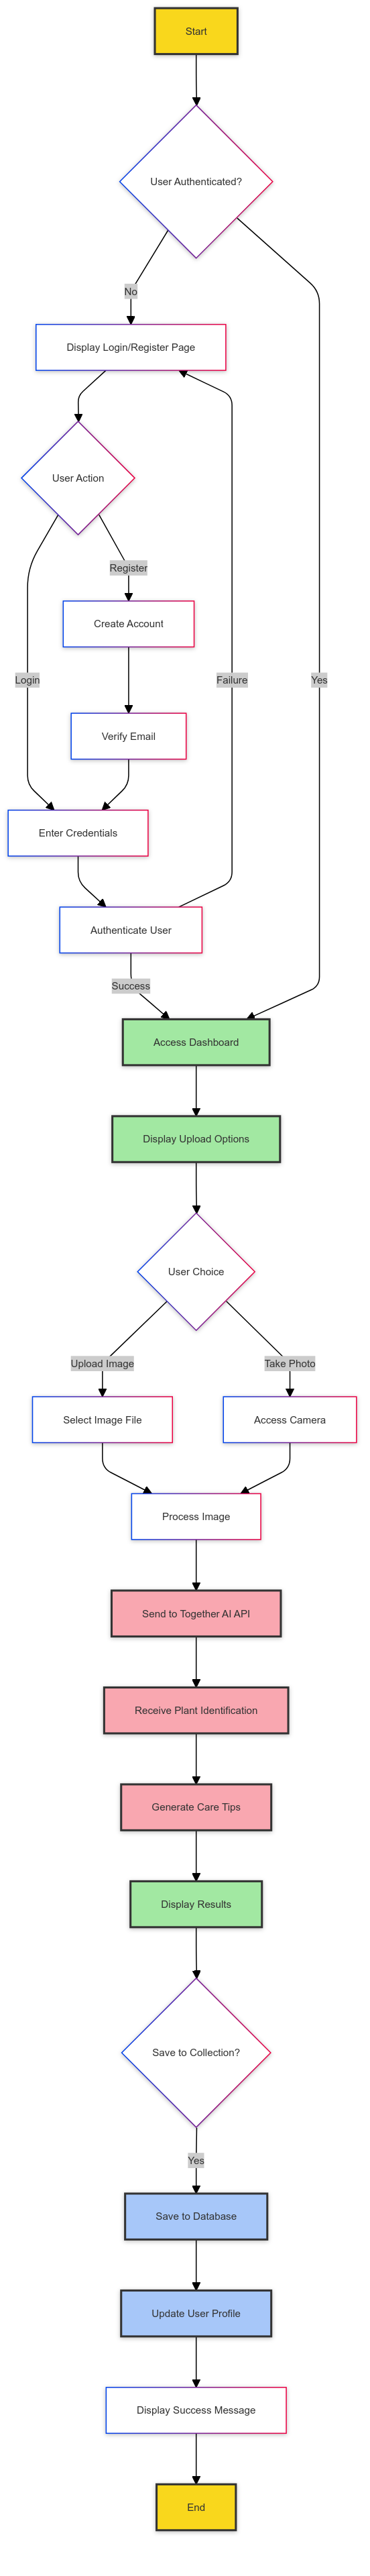 Start
User Authenticated?
No
Display Login/Register Page
User Action
Register
Create Account
Login
Failure
Yes
Verify Email
Enter Credentials
Authenticate User
Success
Access Dashboard
Display Upload Options
User Choice
Upload Image
Take Photo
Select Image File
Access Camera
Process Image
Send to Together AI API
Receive Plant Identification
Generate Care Tips
Display Results
Save to Collection?
Yes
Save to Database
Update User Profile
Display Success Message
End